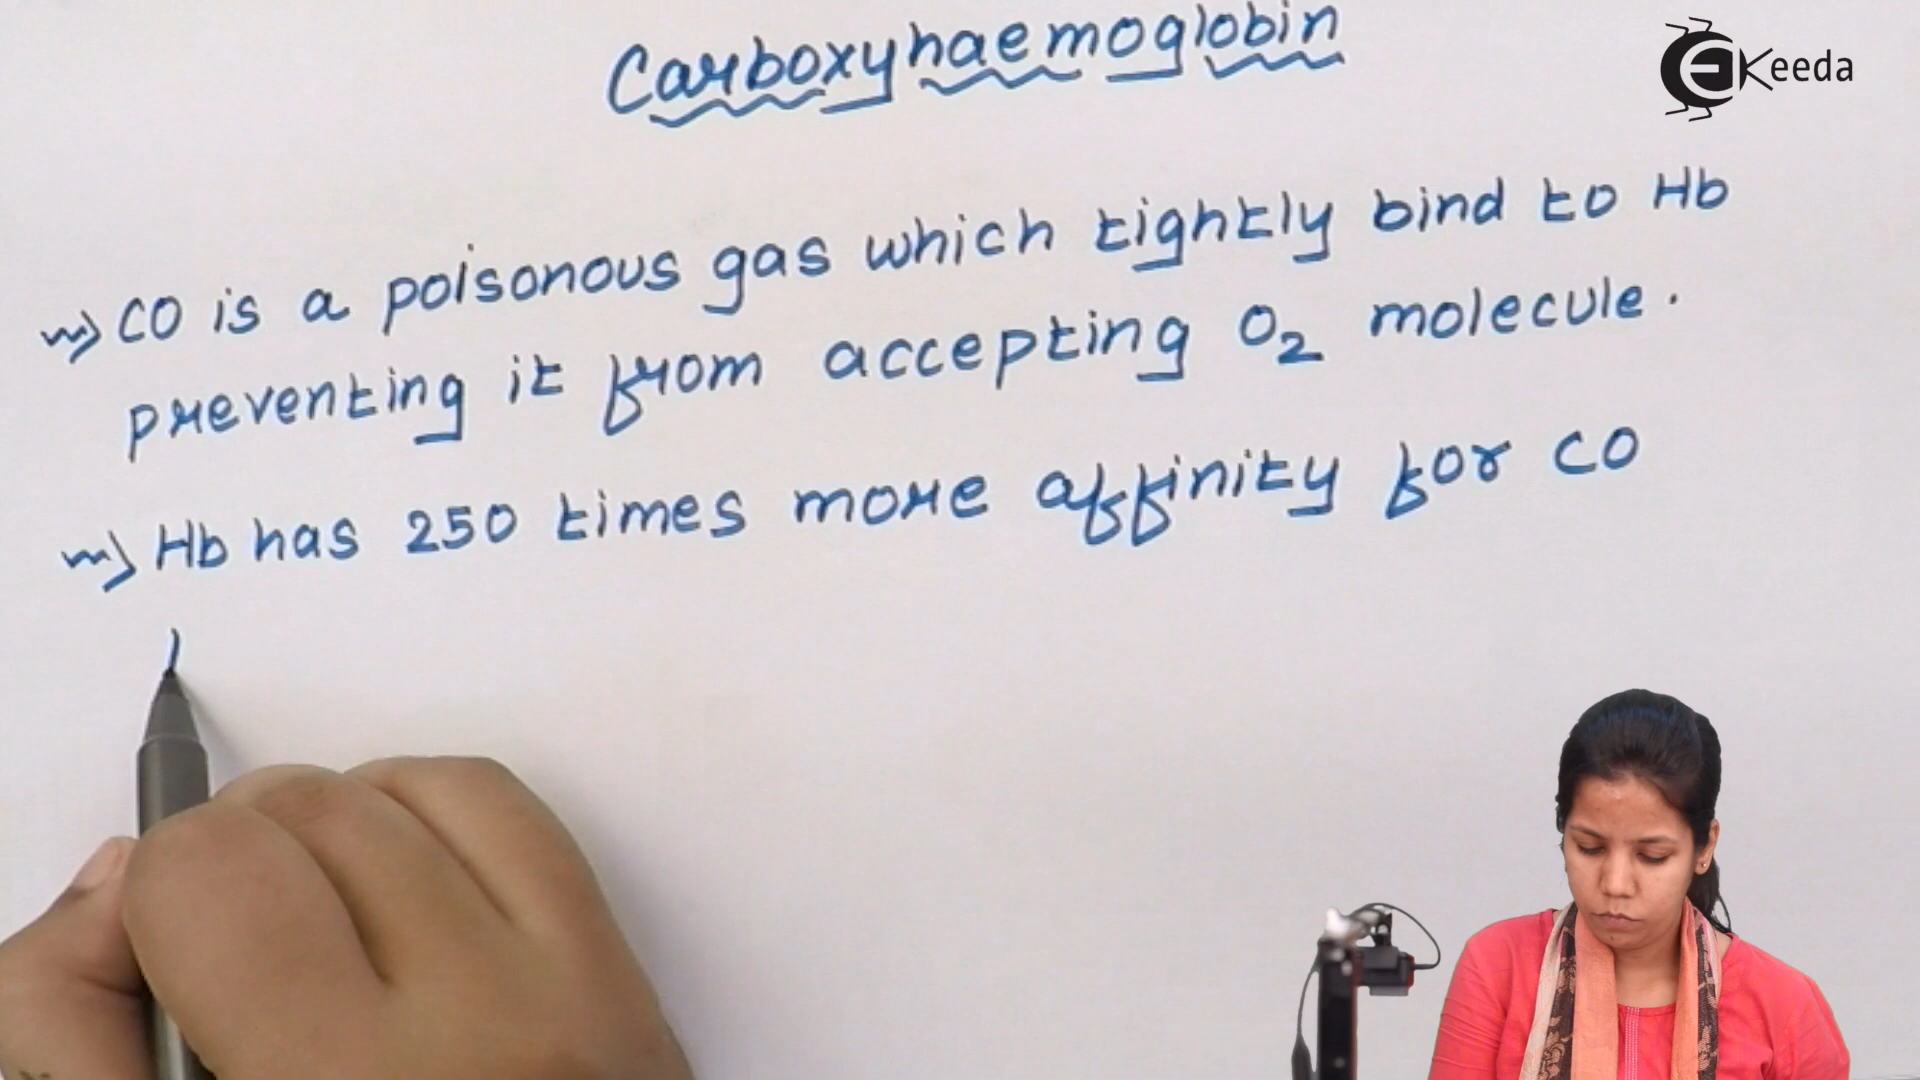 Carboxyhaemoglobin
EKeeda
⇝ CO is a poisonous gas which tightly bind to Hb
preventing it from accepting O₂ molecule.
⇝ Hb has 250 times more affinity for CO